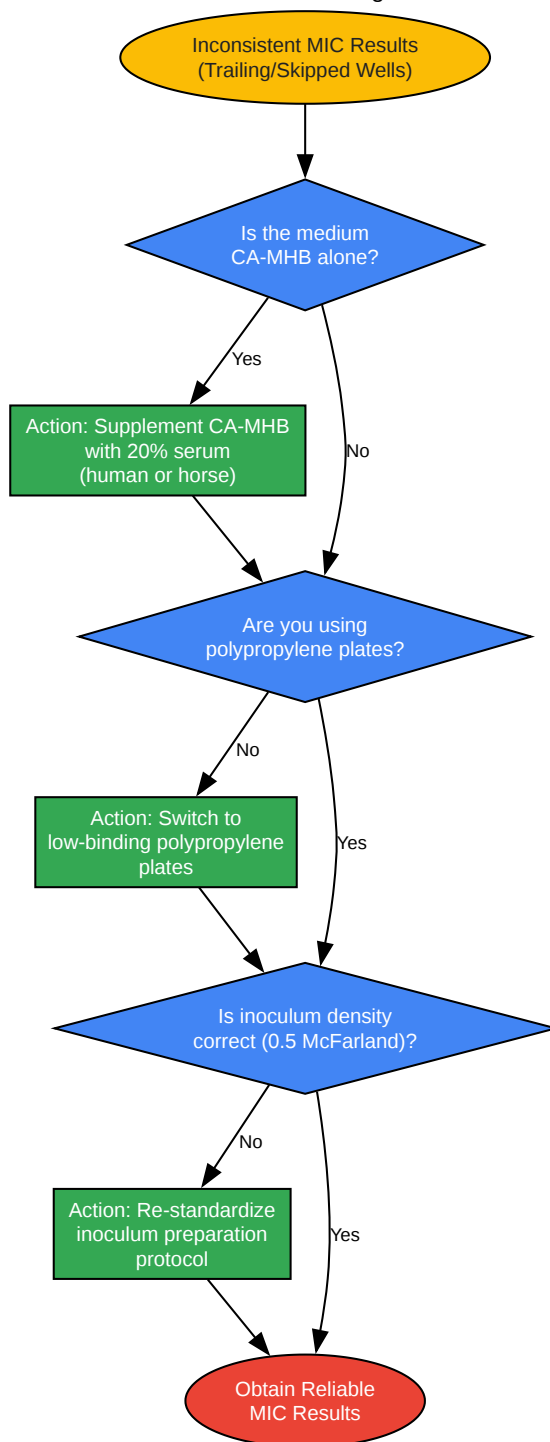 Inconsistent MIC Results
(Trailing/Skipped Wells)
Is the medium
CA-MHB alone?
Yes
No
Action: Supplement CA-MHB
with 20% serum
(human or horse)
Are you using
polypropylene plates?
No
Yes
Action: Switch to
low-binding polypropylene
plates
Is inoculum density
correct (0.5 McFarland)?
No
Yes
Action: Re-standardize
inoculum preparation
protocol
Obtain Reliable
MIC Results